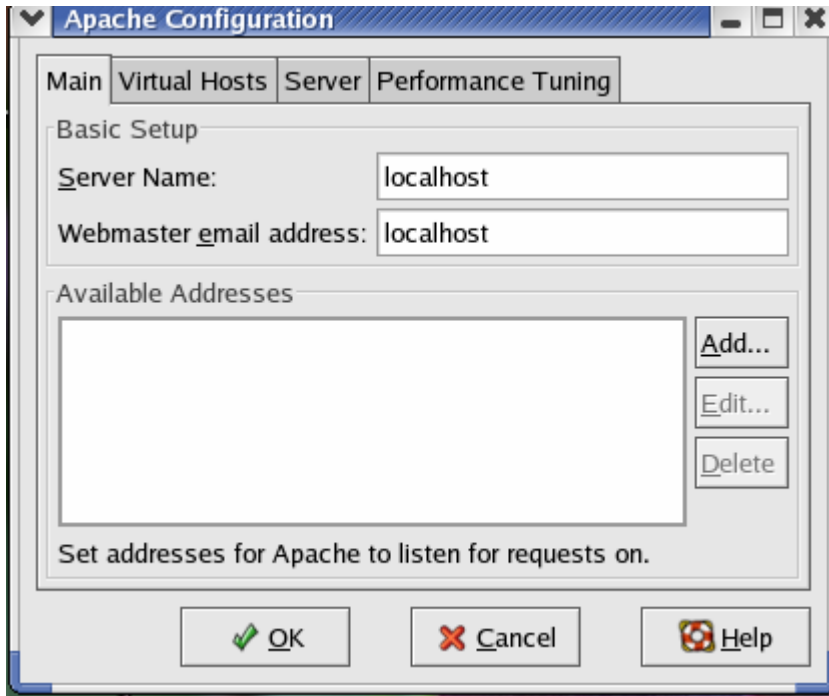 Apache Configuration
Main Virtual Hosts Server Performance Tuning
Basic Setup
Server Name: localhost
Webmaster email address: localhost
Available Addresses
Add...
Edit...
Delete
Set addresses for Apache to listen for requests on.
OK Cancel Help